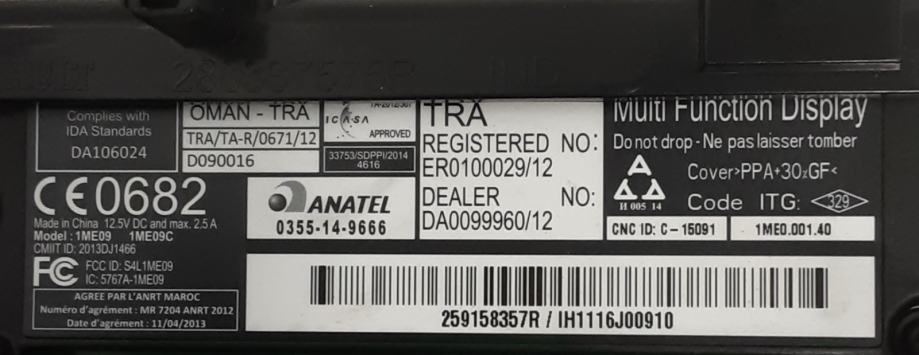 Complies with
IDA Standards
DA106024
OMAN - TRA
TRA/TA-R/0671/12
D090016
ICASA
APPROVED
33753/SDPPI/2014
4616
TRA
REGISTERED NO:
ER0100029/12
DEALER NO:
DA0099960/12
Multi Function Display
Do not drop - Ne pas laisser tomber
Cover>PPA+30%GF<
Code ITG: 329
И 005 14
CNC ID: C-15091
1ME0.001.40
CE0682
Made in China 12.5V DC and max. 2.5 A
Model : 1ME09 1ME09C
CMIIT ID: 2013DJ1466
FC FCC ID: S4L1ME09
IC: 5767A-1ME09
AGREE PAR L'ANRT MAROC
Numéro d'agrément : MR 7204 ANRT 2012
Date d'agrément : 11/04/2013
ANATEL
0355-14-9666
259158357R / IH1116J00910